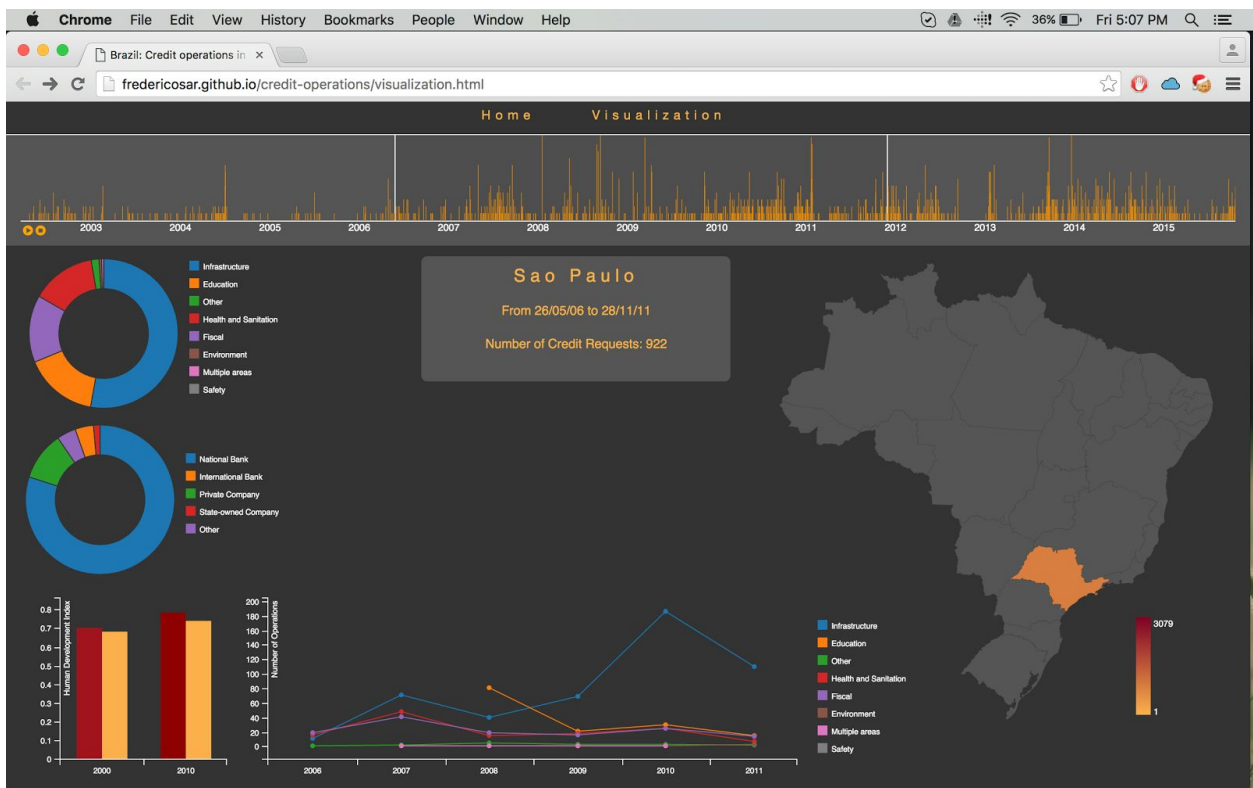 Chrome File Edit View History Bookmarks People Window Help 36% Fri 5:07 PM
Brazil: Credit operations in
fredericosar.github.io/credit-operations/visualization.html
Home Visualization
2003 2004 2005 2006 2007 2008 2009 2010 2011 2012 2013 2014 2015
Infrastructure
Education
Other
Health and Sanitation
Fiscal
Environment
Multiple areas
Safety
Sao Paulo
From 26/05/06 to 28/11/11
Number of Credit Requests: 922
National Bank
International Bank
Private Company
State-owned Company
Other
Human Development Index
0.8
0.7
0.6
0.5
0.4
0.3
0.2
0.1
0
2000 2010
Number of Operations
200
180
160
140
120
100
80
60
40
20
0
2006 2007 2008 2009 2010 2011
Infrastructure
Education
Other
Health and Sanitation
Fiscal
Environment
Multiple areas
Safety
3079
1